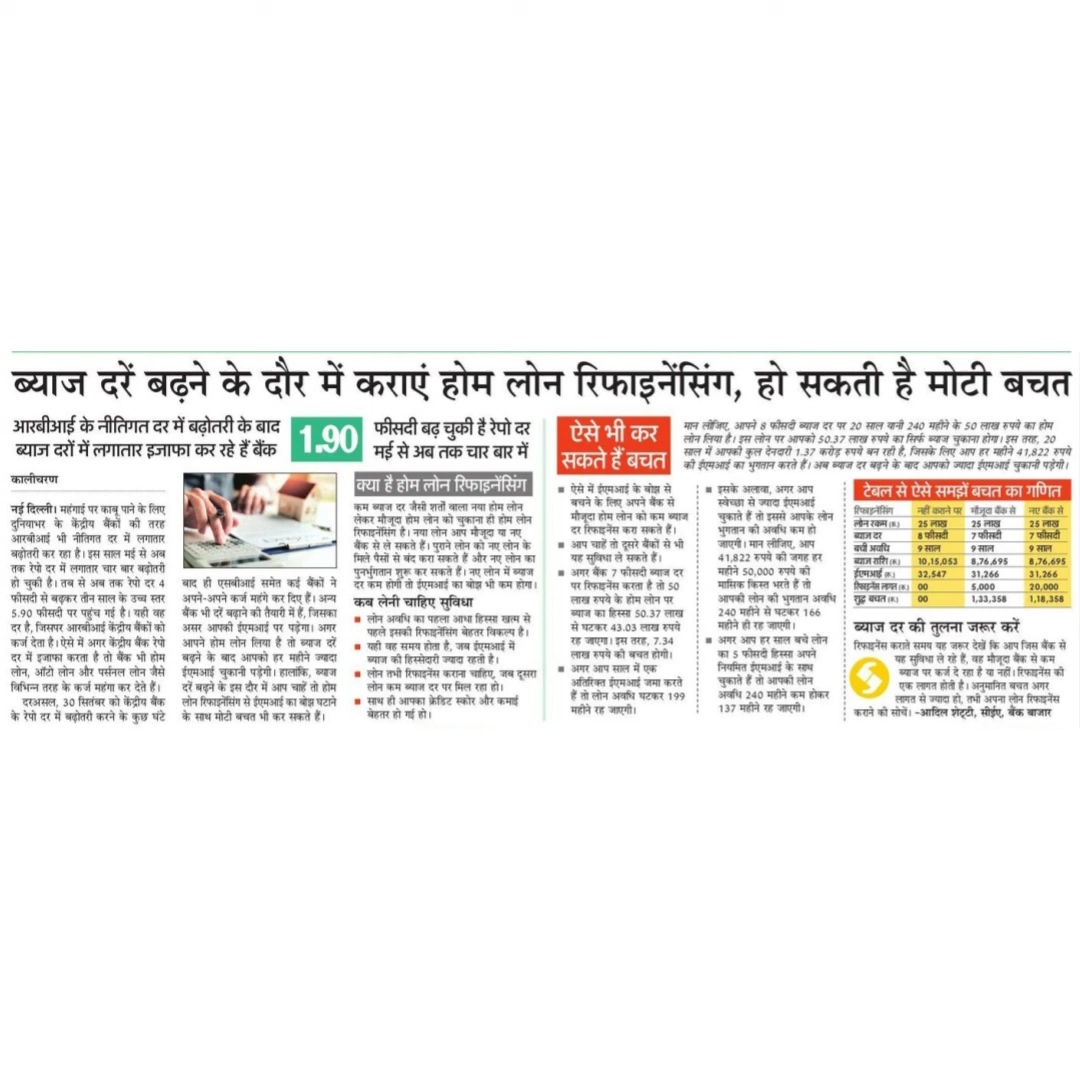 ब्याज दरें बढ़ने के दौर में कराएं होम लोन रिफाइनेंसिंग, हो सकती है मोटी बचत
आरबीआई के नीतिगत दर में बढ़ोतरी के बाद
ब्याज दरों में लगातार इजाफा कर रहे हैं बैंक
1.90
फीसदी बढ़ चुकी है रेपो दर
मई से अब तक चार बार में
कालीचरण
नई दिल्ली। महंगाई पर काबू पाने के लिए
दुनियाभर के केंद्रीय बैंकों की तरह
आरबीआई भी नीतिगत दर में लगातार
बढ़ोतरी कर रहा है। इस साल मई से अब
तक रेपो दर में लगातार चार बार बढ़ोतरी
हो चुकी है। तब से अब तक रेपो दर 4
फीसदी से बढ़कर तीन साल के उच्च स्तर
5.90 फीसदी पर पहुंच गई है। यही वह
दर है, जिसपर आरबीआई केंद्रीय बैंकों को
कर्ज देता है। ऐसे में अगर केंद्रीय बैंक रेपो
दर में इजाफा करता है तो बैंक भी होम
लोन, ऑटो लोन और पर्सनल लोन जैसे
विभिन्न तरह के कर्ज महंगा कर देते हैं।
दरअसल, 30 सितंबर को केंद्रीय बैंक
के रेपो दर में बढ़ोतरी करने के कुछ घंटे
बाद ही एसबीआई समेत कई बैंकों ने
अपने-अपने कर्ज महंगे कर दिए हैं। अन्य
बैंक भी दरें बढ़ाने की तैयारी में हैं, जिसका
असर आपकी ईएमआई पर पड़ेगा। अगर
आपने होम लोन लिया है तो ब्याज दरें
बढ़ने के बाद आपको हर महीने ज्यादा
ईएमआई चुकानी पड़ेगी। हालांकि, ब्याज
दरें बढ़ने के इस दौर में आप चाहें तो होम
लोन रिफाइनेंसिंग से ईएमआई का बोझ घटाने
के साथ मोटी बचत भी कर सकते हैं।
क्या है होम लोन रिफाइनेंसिंग
कम ब्याज दर जैसी शर्तों वाला नया होम लोन
लेकर मौजूदा होम लोन को चुकाना ही होम लोन
रिफाइनेंसिंग है। नया लोन आप मौजूदा या नए
बैंक से ले सकते हैं। पुराने लोन को नए लोन के
मिले पैसों से बंद करा सकते हैं और नए लोन का
पुनर्भुगतान शुरू कर सकते हैं। नए लोन में ब्याज
दर कम होगी तो ईएमआई का बोझ भी कम होगा।
कब लेनी चाहिए सुविधा
लोन अवधि का पहला आधा हिस्सा खत्म से
पहले इसकी रिफाइनेंसिंग बेहतर विकल्प है।
यही वह समय होता है, जब ईएमआई में
ब्याज की हिस्सेदारी ज्यादा रहती है।
लोन तभी रिफाइनेंस कराना चाहिए, जब दूसरा
लोन कम ब्याज दर पर मिल रहा हो।
साथ ही आपका क्रेडिट स्कोर और कमाई
बेहतर हो गई हो।
ऐसे भी कर
सकते हैं बचत
मान लीजिए, आपने 8 फीसदी ब्याज दर पर 20 साल यानी 240 महीने के 50 लाख रुपये का होम
लोन लिया है। इस लोन पर आपको 50.37 लाख रुपये का सिर्फ ब्याज चुकाना होगा। इस तरह, 20
साल में आपकी कुल देनदारी 1.37 करोड़ रुपये बन रही है, जिसके लिए आप हर महीने 41,822 रुपये
की ईएमआई का भुगतान करते हैं। अब ब्याज दर बढ़ने के बाद आपको ज्यादा ईएमआई चुकानी पड़ेगी।
ऐसे में ईएमआई के बोझ से
बचने के लिए अपने बैंक से
मौजूदा होम लोन को कम ब्याज
दर रिफाइनेंस करा सकते हैं।
आप चाहें तो दूसरे बैंकों से भी
यह सुविधा ले सकते हैं।
अगर बैंक 7 फीसदी ब्याज दर
पर रिफाइनेंस करता है तो 50
लाख रुपये के होम लोन पर
ब्याज का हिस्सा 50.37 लाख
से घटकर 43.03 लाख रुपये
रह जाएगा। इस तरह, 7.34
लाख रुपये की बचत होगी।
अगर आप साल में एक
अतिरिक्त ईएमआई जमा करते
हैं तो लोन अवधि घटकर 199
महीने रह जाएगी।
इसके अलावा, अगर आप
स्वेच्छा से ज्यादा ईएमआई
चुकाते हैं तो इससे आपके लोन
भुगतान की अवधि कम हो
जाएगी। मान लीजिए, आप
41,822 रुपये की जगह हर
महीने 50,000 रुपये की
मासिक किस्त भरते हैं तो
आपकी लोन की भुगतान अवधि
240 महीने से घटकर 166
महीने ही रह जाएगी।
अगर आप हर साल बचे लोन
का 5 फीसदी हिस्सा अपने
नियमित ईएमआई के साथ
चुकाते हैं तो आपकी लोन
अवधि 240 महीने कम होकर
137 महीने रह जाएगी।
टेबल से ऐसे समझें बचत का गणित
रिफाइनेंसिंग नहीं कराने पर मौजूदा बैंक से नए बैंक से
लोन रकम (रु.) 25 लाख 25 लाख 25 लाख
ब्याज दर 8 फीसदी 7 फीसदी 7 फीसदी
बची अवधि 9 साल 9 साल 9 साल
ब्याज राशि (रु.) 10,15,053 8,76,695 8,76,695
ईएमआई (रु.) 32,547 31,266 31,266
रिफाइनेंस लागत (रु.) 00 5,000 20,000
शुद्ध बचत (रु.) 00 1,33,358 1,18,358
ब्याज दर की तुलना जरूर करें
रिफाइनेंस कराते समय यह जरूर देखें कि आप जिस बैंक से
यह सुविधा ले रहे हैं, वह मौजूदा बैंक से कम
ब्याज पर कर्ज दे रहा है या नहीं। रिफाइनेंस की
एक लागत होती है। अनुमानित बचत अगर
लागत से ज्यादा हो, तभी अपना लोन रिफाइनेंस
कराने की सोचें। -आदिल शेट्टी, सीईए, बैंक बाजार